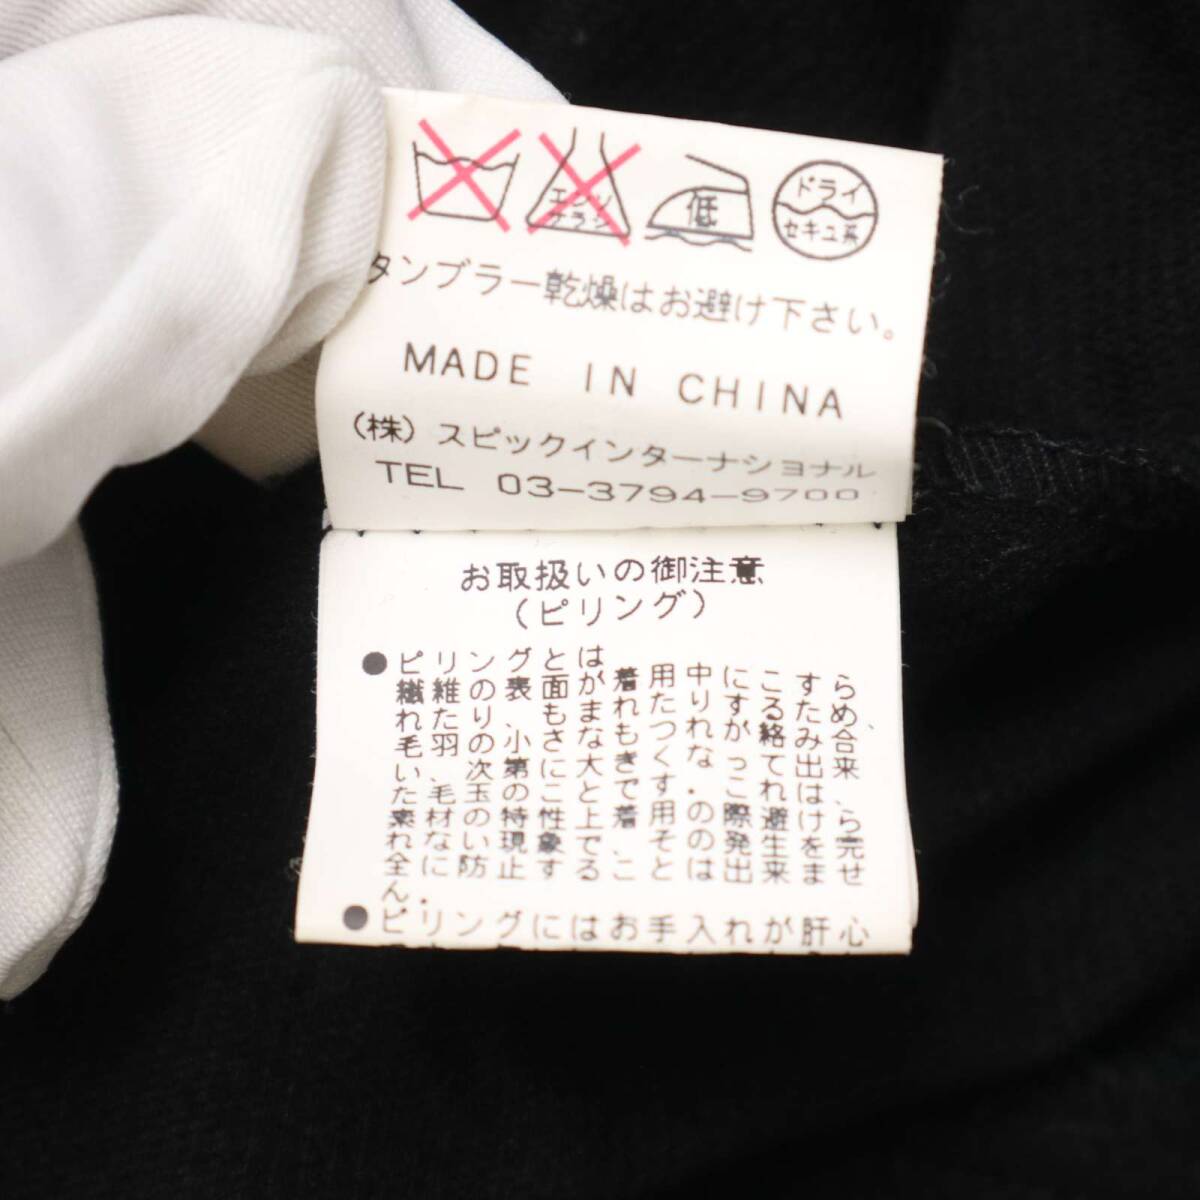 エンソ
サラシ
低
ドライ
セキユ系
タンブラー乾燥はお避け下さい。
MADE IN CHINA
(株)スピックインターナショナル
TEL 03-3794-9700
お取扱いの御注意
(ピリング)
●ピリングとは
繊維の表面が着用中にこすら
れたり、もまれたりするため、
毛羽の小さなもつれが絡み合
い、次第に大きくなって出来
た毛玉のことです．これは、
素材の特性上着用の際避けら
れない現象で、その発生を完
全に防止することは出来ませ
ん．
●ピリングにはお手入れが肝心